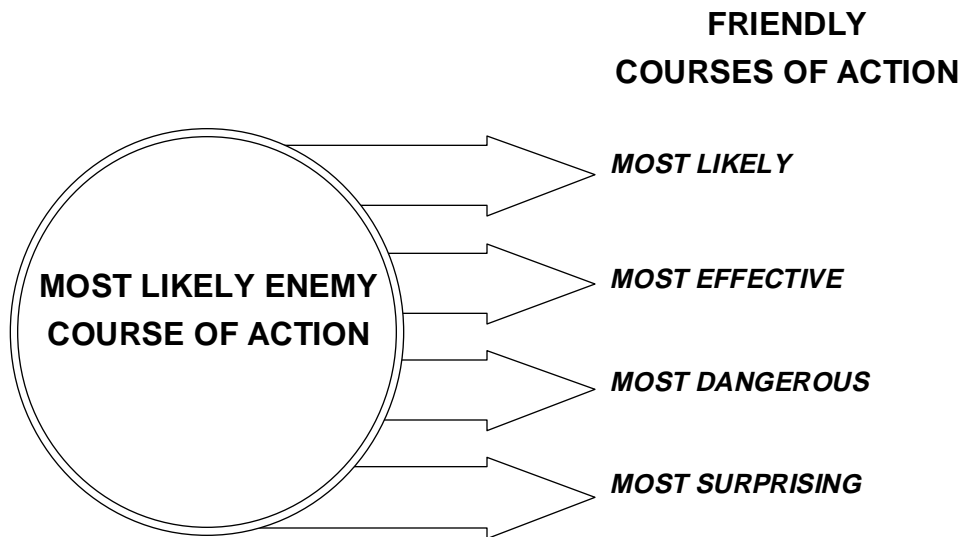 FRIENDLY
COURSES OF ACTION
MOST LIKELY
MOST LIKELY ENEMY
COURSE OF ACTION
MOST EFFECTIVE
MOST DANGEROUS
MOST SURPRISING